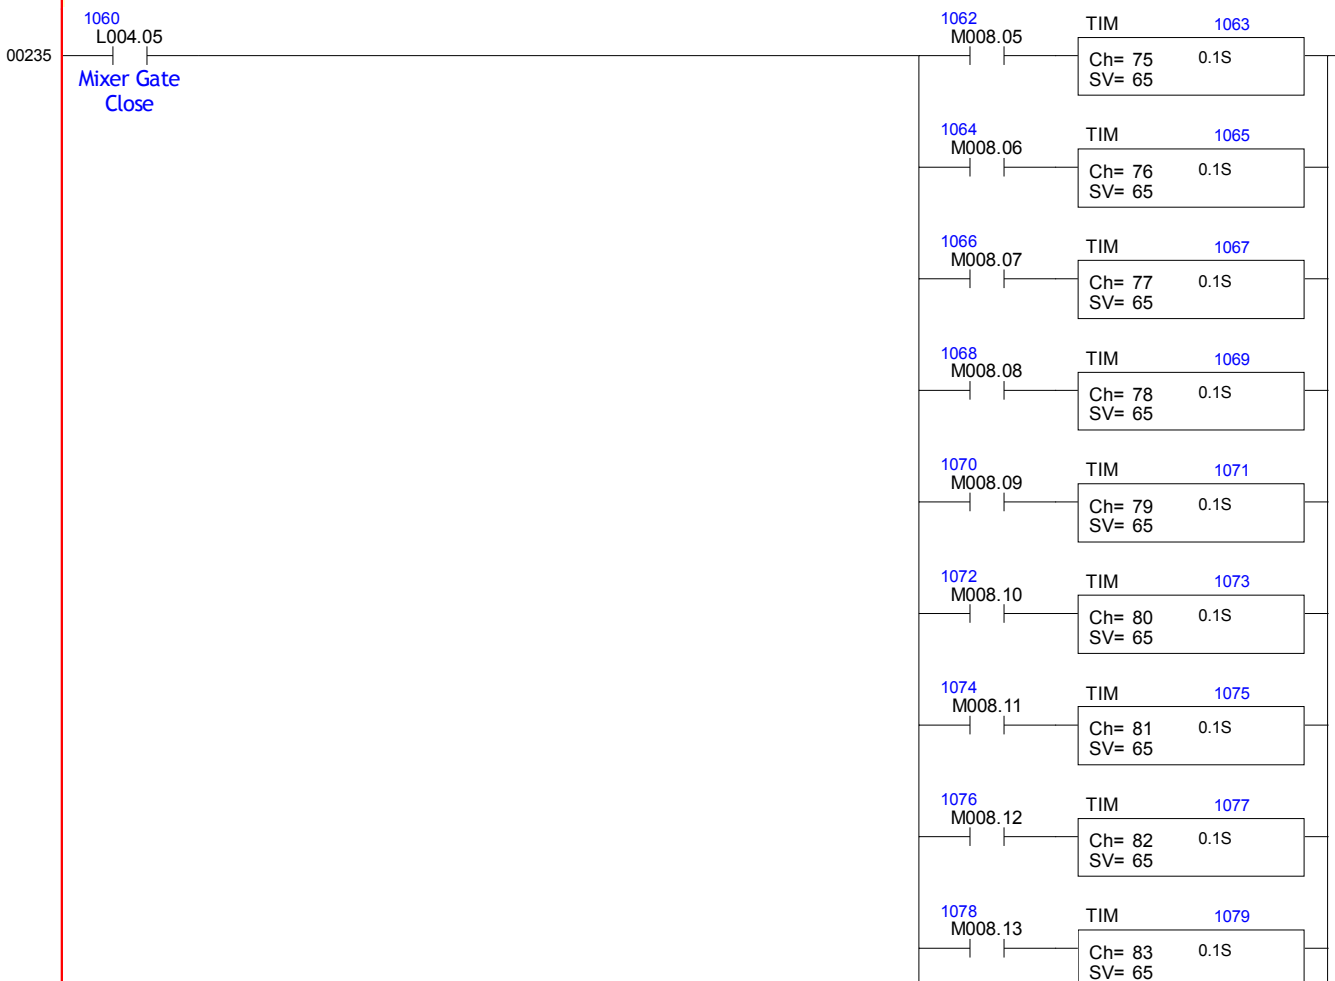 1060
L004.05
00235
Mixer Gate
Close
1062
M008.05
TIM 1063
Ch= 75 0.1S
SV= 65
1064
M008.06
TIM 1065
Ch= 76 0.1S
SV= 65
1066
M008.07
TIM 1067
Ch= 77 0.1S
SV= 65
1068
M008.08
TIM 1069
Ch= 78 0.1S
SV= 65
1070
M008.09
TIM 1071
Ch= 79 0.1S
SV= 65
1072
M008.10
TIM 1073
Ch= 80 0.1S
SV= 65
1074
M008.11
TIM 1075
Ch= 81 0.1S
SV= 65
1076
M008.12
TIM 1077
Ch= 82 0.1S
SV= 65
1078
M008.13
TIM 1079
Ch= 83 0.1S
SV= 65